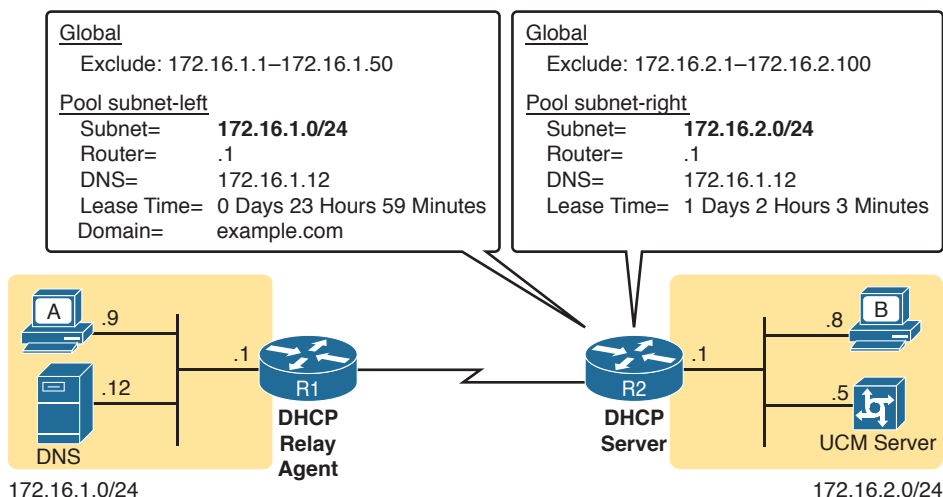 Global
Exclude: 172.16.1.1–172.16.1.50
Pool subnet-left
Subnet= 172.16.1.0/24
Router= .1
DNS= 172.16.1.12
Lease Time= 0 Days 23 Hours 59 Minutes
Domain= example.com
Global
Exclude: 172.16.2.1–172.16.2.100
Pool subnet-right
Subnet= 172.16.2.0/24
Router= .1
DNS= 172.16.1.12
Lease Time= 1 Days 2 Hours 3 Minutes
A
.9
.12
DNS
.1
R1
DHCP
Relay
Agent
R2
DHCP
Server
.1
.8
B
.5
UCM Server
172.16.1.0/24
172.16.2.0/24